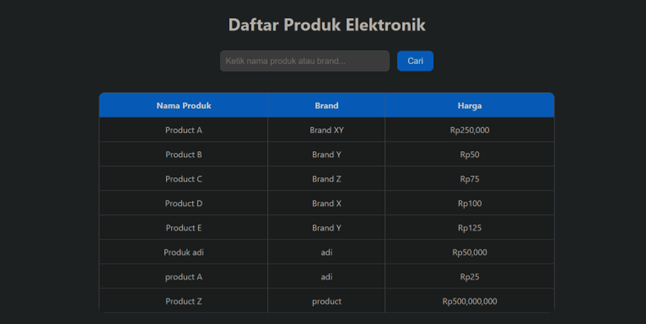 Daftar Produk Elektronik
Ketik nama produk atau brand... Cari
Nama Produk Brand Harga
Product A Brand XY Rp250,000
Product B Brand Y Rp50
Product C Brand Z Rp75
Product D Brand X Rp100
Product E Brand Y Rp125
Produk adi adi Rp50,000
product A adi Rp25
Product Z product Rp500,000,000